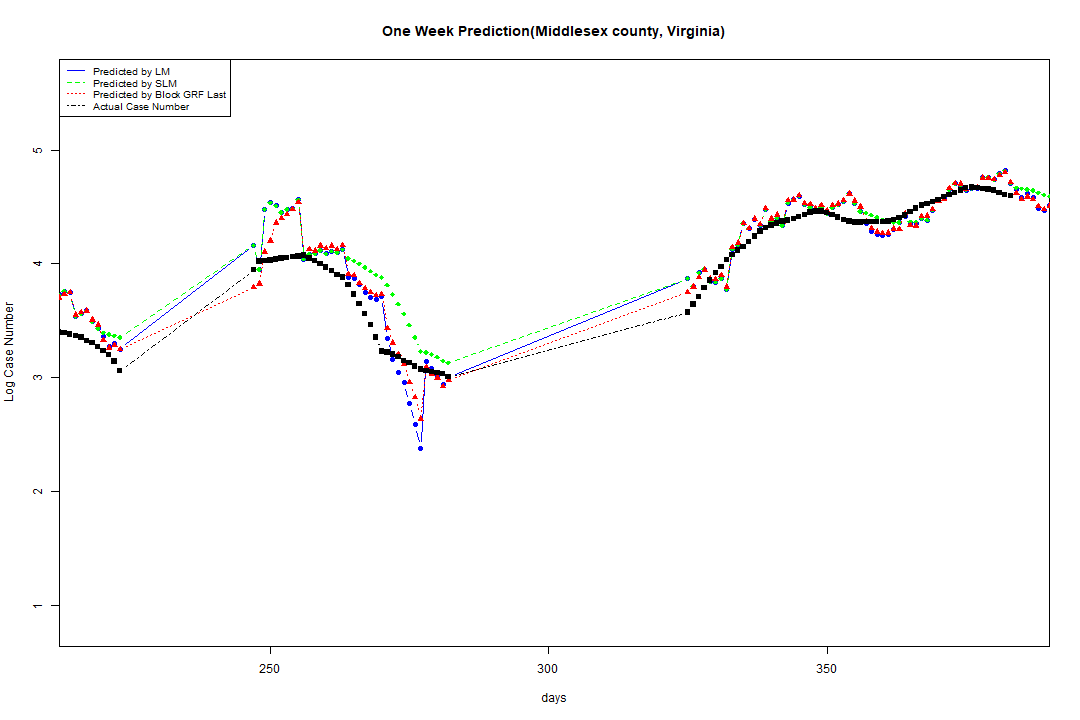 One Week Prediction(Middlesex county, Virginia)
Predicted by LM
Predicted by SLM
Predicted by Block GRF Last
Actual Case Number
5
4
3
2
1
Log Case Number
250
300
350
days